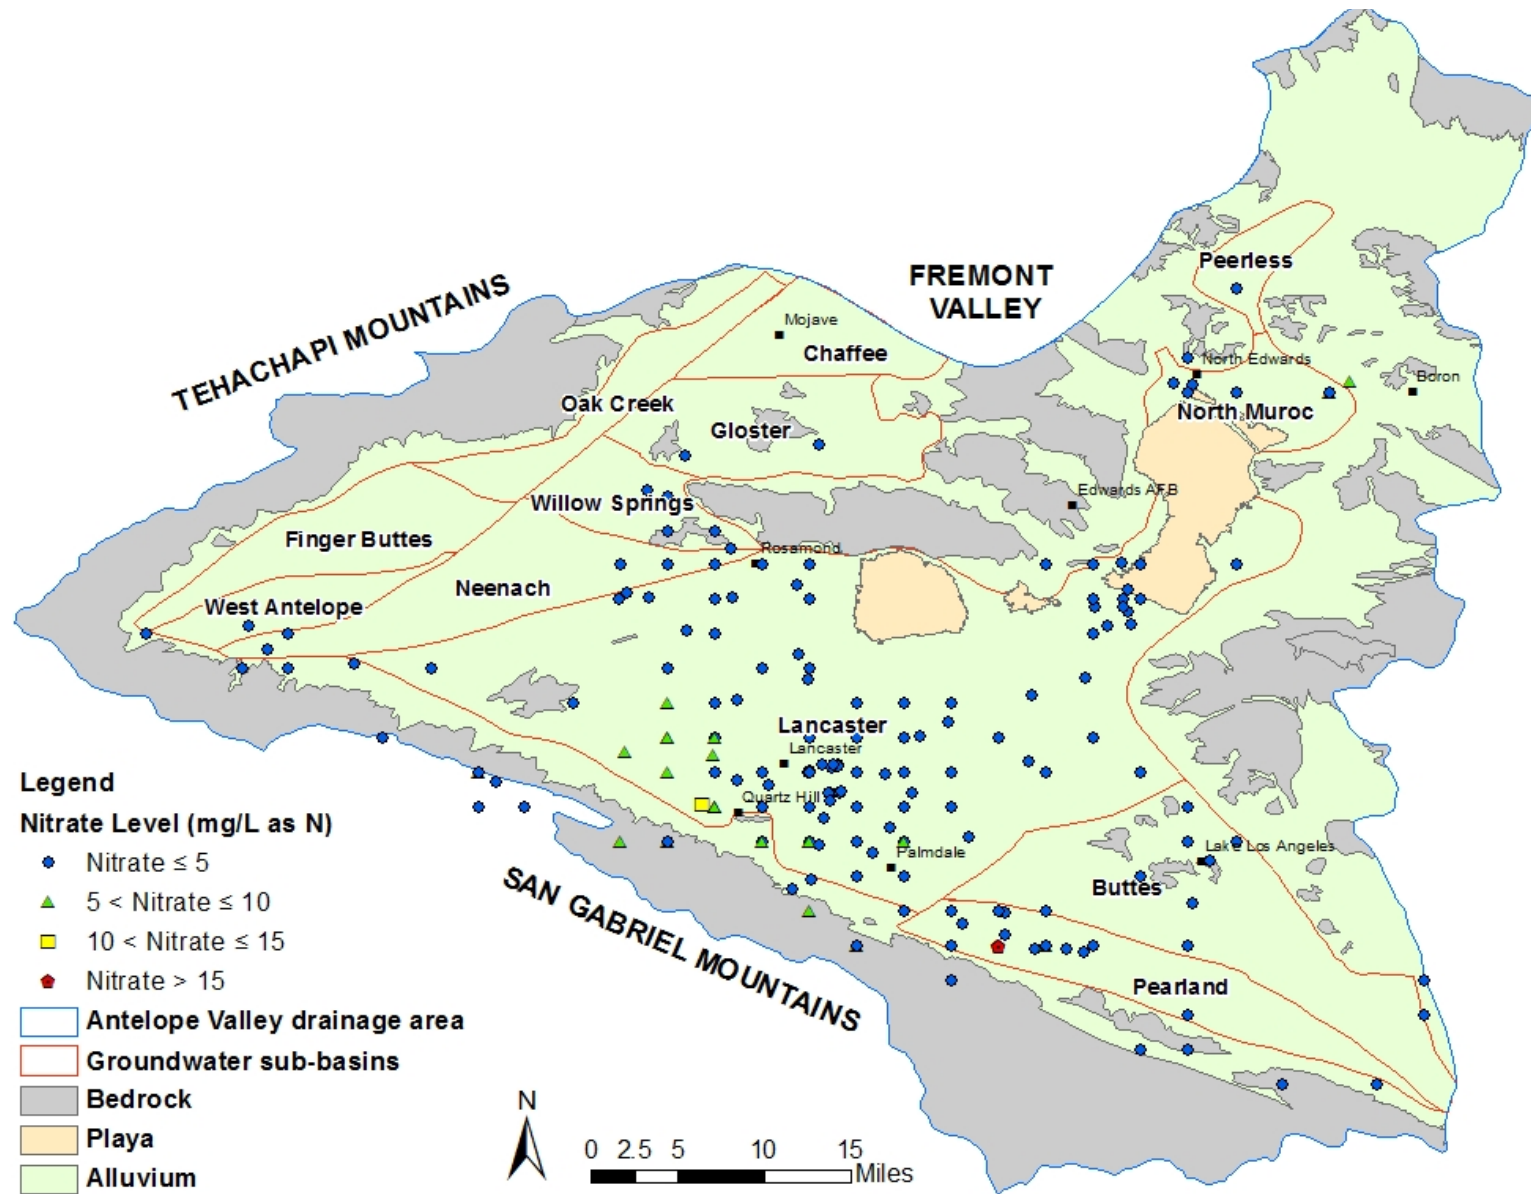 FREMONT
VALLEY
Peerless
TEHACHAPI MOUNTAINS
Mojave
Chaffee
North Edwards
Boron
Oak Creek
North Muroc
Gloster
Edwards AFB
Willow Springs
Finger Buttes
Rosamond
Neenach
West Antelope
Lancaster
Lancaster
Quartz Hill
Lake Los Angeles
Palmdale
Buttes
SAN GABRIEL MOUNTAINS
Pearland
Legend
Nitrate Level (mg/L as N)
Nitrate ≤ 5
5 < Nitrate ≤ 10
10 < Nitrate ≤ 15
Nitrate > 15
Antelope Valley drainage area
Groundwater sub-basins
Bedrock
Playa
Alluvium
N
0 2.5 5 10 15
Miles